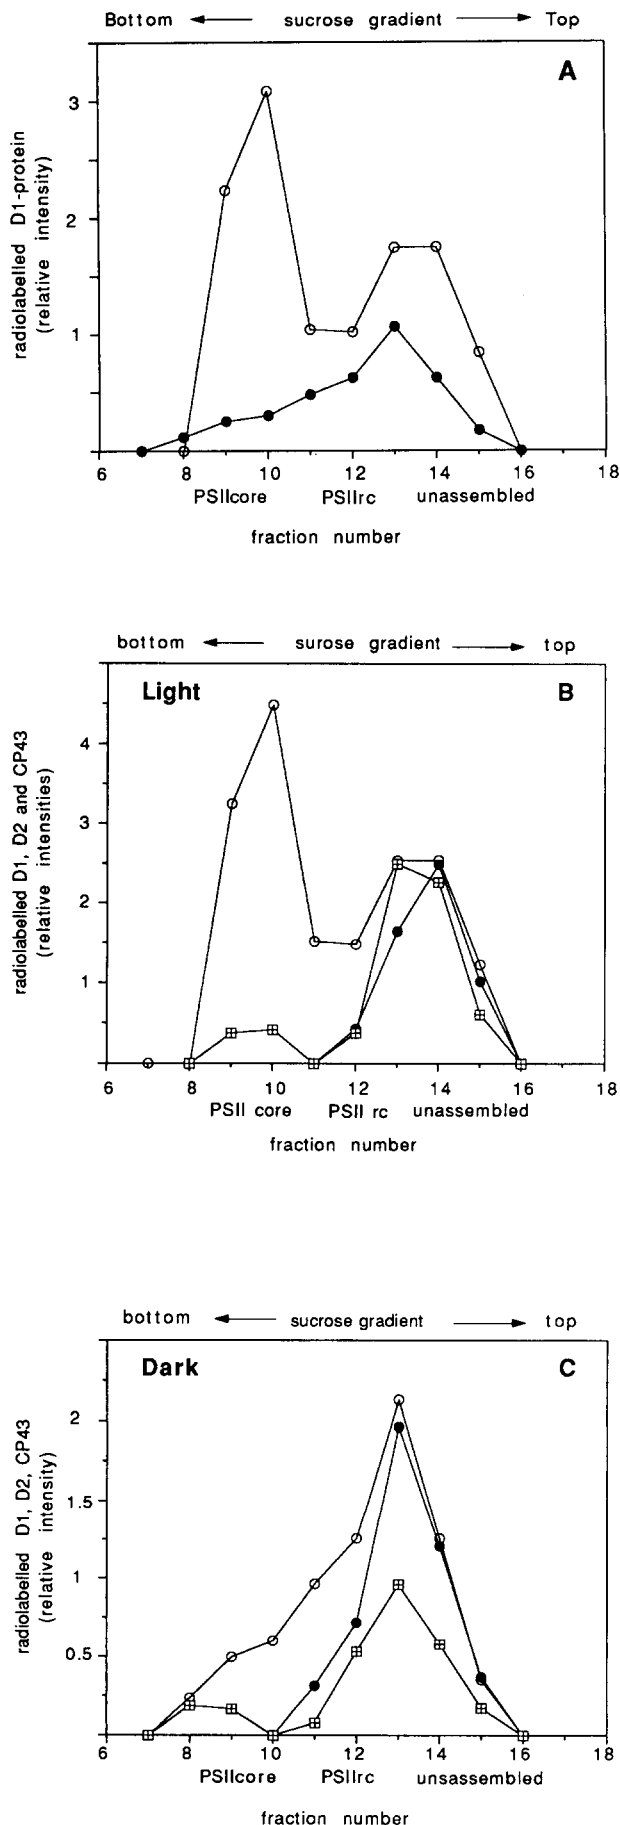 Bottom sucrose gradient Top
A
radiolabelled D1-protein
(relative intensity)
3
2
1
6 8 10 12 14 16 18
PSIIcore PSIIrc unassembled
fraction number
bottom surose gradient top
Light B
radiolabelled D1, D2 and CP43
(relative intensities)
4
3
2
1
6 8 10 12 14 16 18
PSII core PSII rc unassembled
fraction number
bottom sucrose gradient top
Dark C
radiolabelled D1, D2, CP43
(relative intensity)
2
1.5
1
0.5
6 8 10 12 14 16 18
PSIIcore PSIIrc unsassembled
fraction number